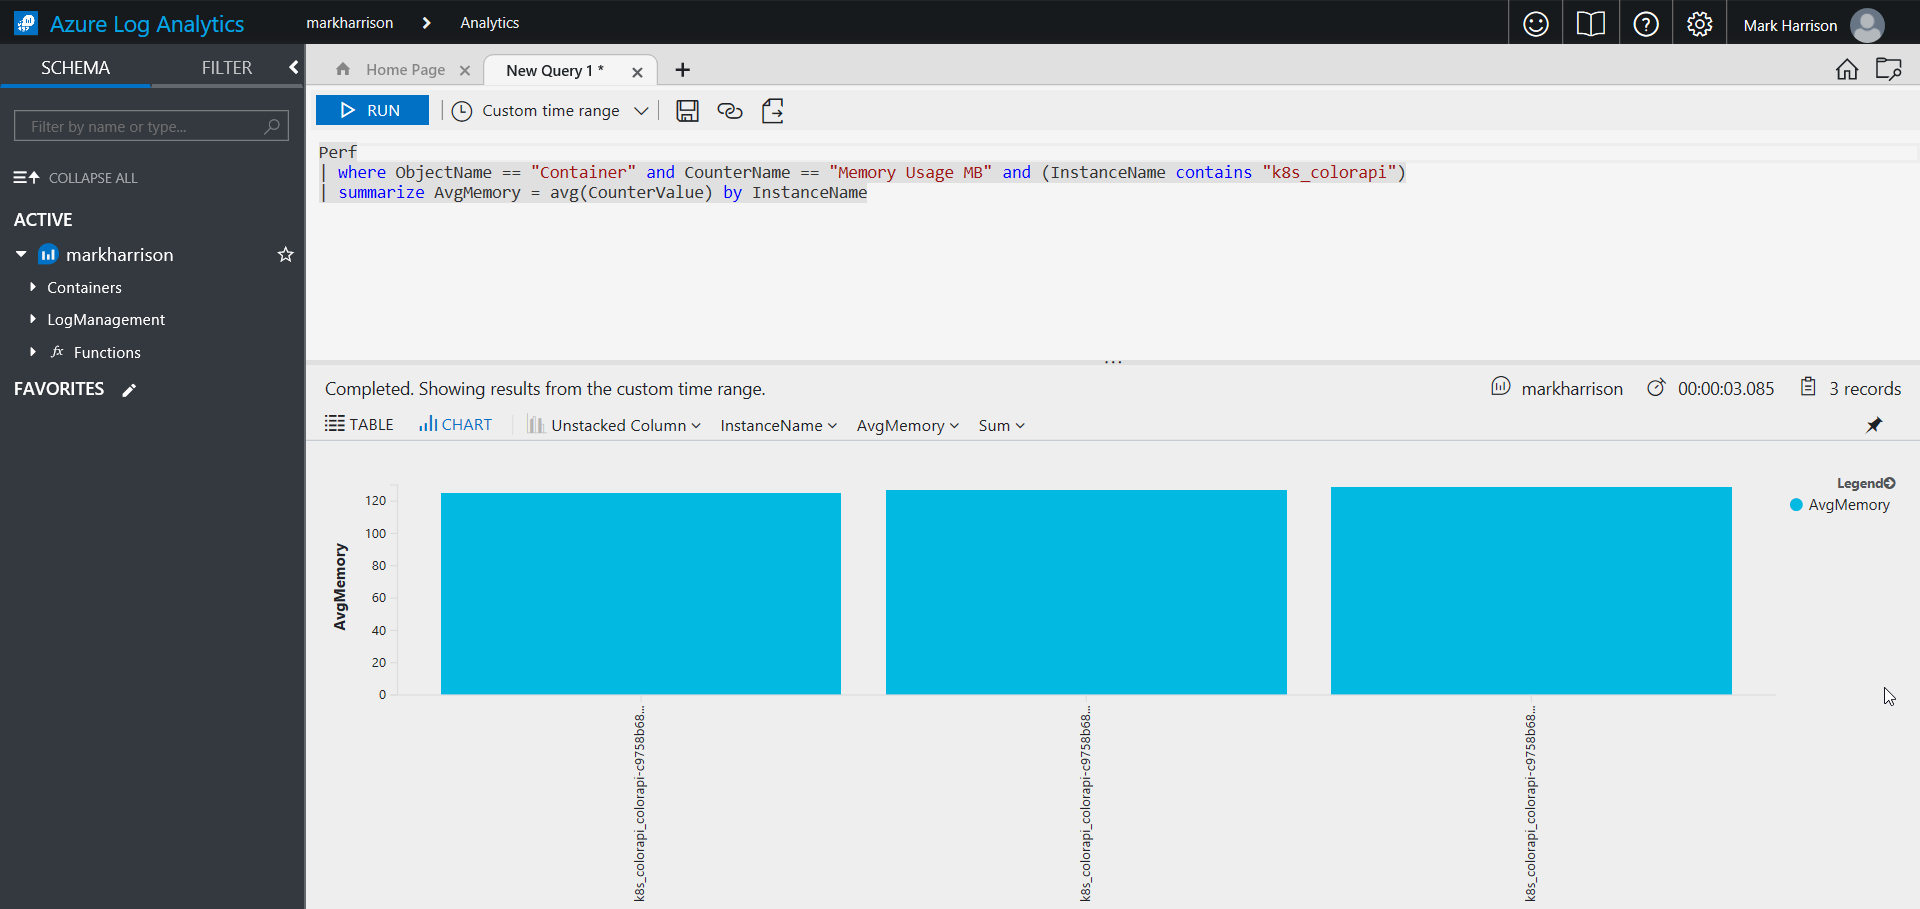 Azure Log Analytics
markharrison > Analytics
Mark Harrison
SCHEMA
FILTER
Home Page
New Query 1 *
RUN
Custom time range
Filter by name or type...
COLLAPSE ALL
ACTIVE
markharrison
Containers
LogManagement
fx Functions
FAVORITES
Perf
| where ObjectName == "Container" and CounterName == "Memory Usage MB" and (InstanceName contains "k8s_colorapi")
| summarize AvgMemory = avg(CounterValue) by InstanceName
Completed. Showing results from the custom time range.
markharrison
00:00:03.085
3 records
TABLE
CHART
Unstacked Column
InstanceName
AvgMemory
Sum
Legend
AvgMemory
AvgMemory
120
100
80
60
40
20
0
k8s_colorapi_colorapi-c9758b68...
k8s_colorapi_colorapi-c9758b68...
k8s_colorapi_colorapi-c9758b68...